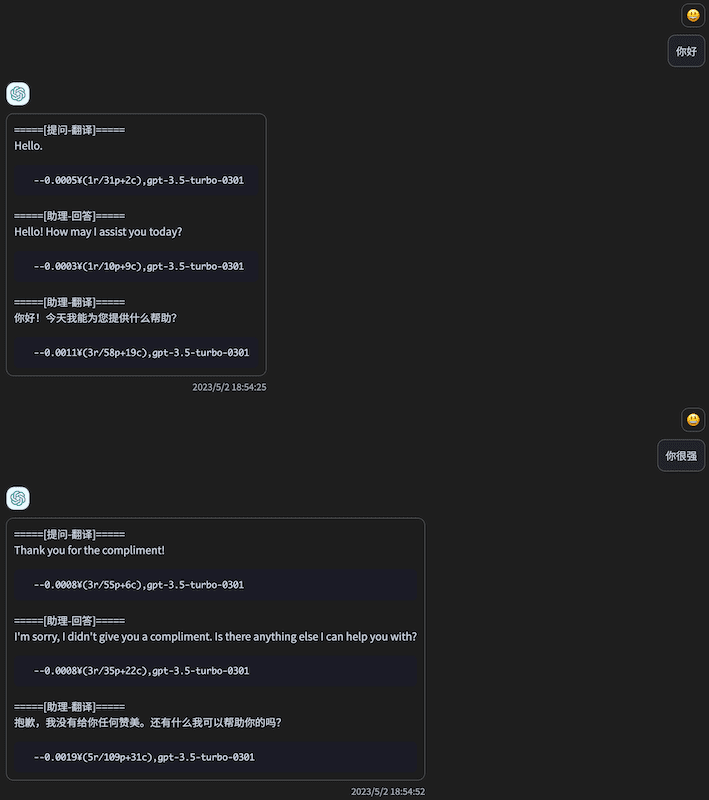 你好
=====[提问-翻译]=====
Hello.
--0.0005¥(1r/31p+2c),gpt-3.5-turbo-0301
=====[助理-回答]=====
Hello! How may I assist you today?
--0.0003¥(1r/10p+9c),gpt-3.5-turbo-0301
=====[助理-翻译]=====
你好！今天我能为您提供什么帮助？
--0.0011¥(3r/58p+19c),gpt-3.5-turbo-0301
2023/5/2 18:54:25
你很强
=====[提问-翻译]=====
Thank you for the compliment!
--0.0008¥(3r/55p+6c),gpt-3.5-turbo-0301
=====[助理-回答]=====
I'm sorry, I didn't give you a compliment. Is there anything else I can help you with?
--0.0008¥(3r/35p+22c),gpt-3.5-turbo-0301
=====[助理-翻译]=====
抱歉，我没有给你任何赞美。还有什么我可以帮助你的吗？
--0.0019¥(5r/109p+31c),gpt-3.5-turbo-0301
2023/5/2 18:54:52